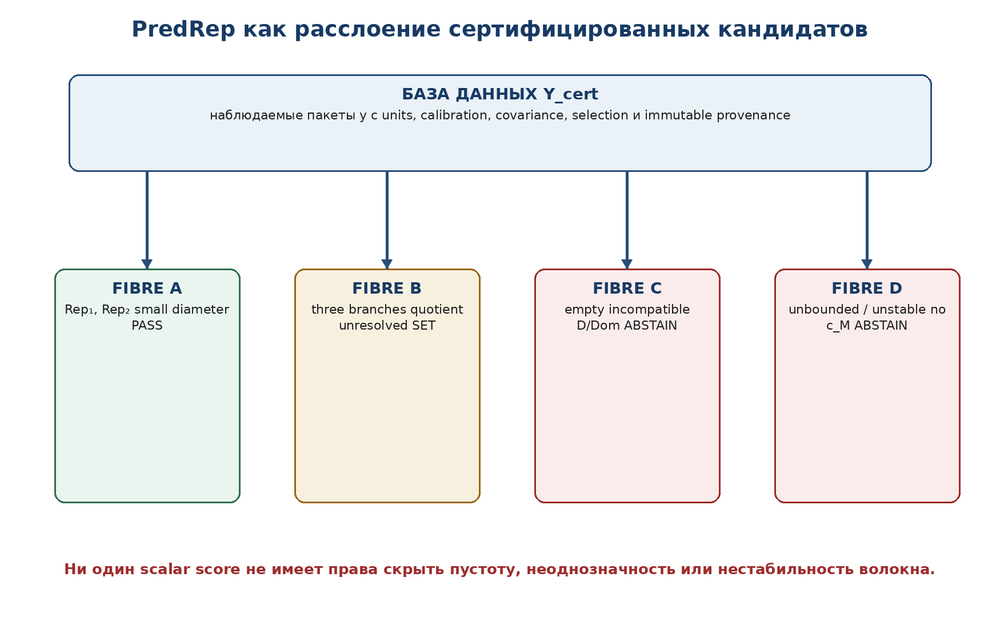 PredRep как расслоение сертифицированных кандидатов
БАЗА ДАННЫХ Y_cert
наблюдаемые пакеты y с units, calibration, covariance, selection и immutable provenance
FIBRE A
Rep₁, Rep₂ small diameter
PASS
FIBRE B
three branches quotient
unresolved SET
FIBRE C
empty incompatible
D/Dom ABSTAIN
FIBRE D
unbounded / unstable no
c_M ABSTAIN
Ни один scalar score не имеет права скрыть пустоту, неоднозначность или нестабильность волокна.